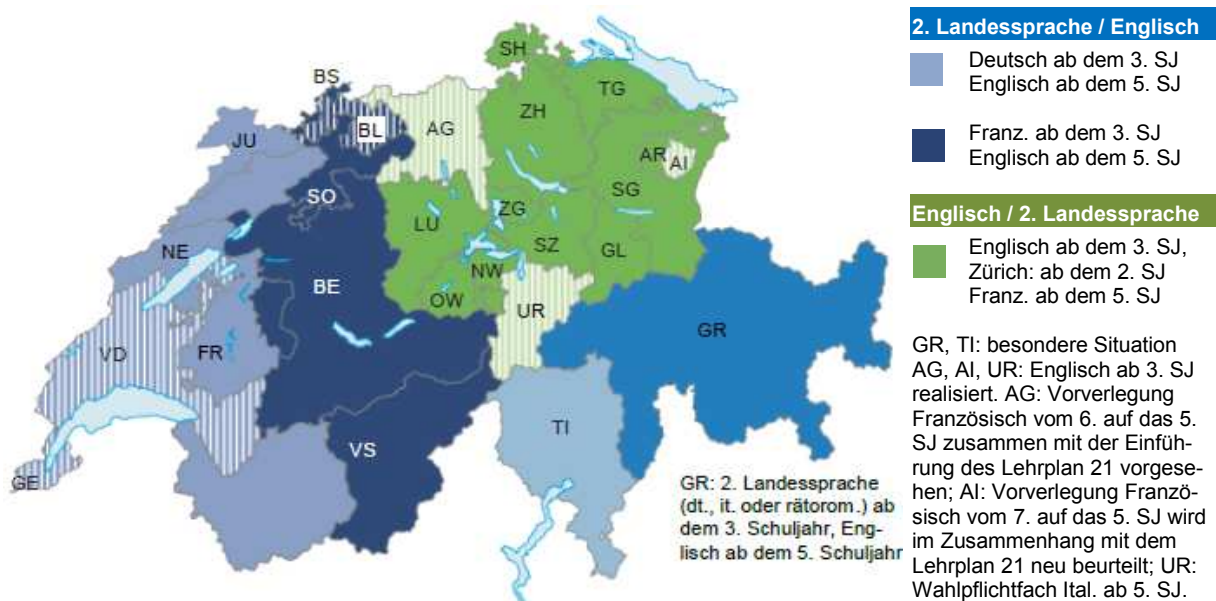 SH
BS
TG
ZH
BL
AG
JU
AR
AI
SO
SG
ZG
LU
SZ
NE
GL
NW
BE
OW
UR
GR
VD
FR
TI
VS
GE
GR: 2. Landessprache
(dt., it. oder rätorom.) ab
dem 3. Schuljahr, Eng-
lisch ab dem 5. Schuljahr
2. Landessprache / Englisch
Deutsch ab dem 3. SJ
Englisch ab dem 5. SJ
Franz. ab dem 3. SJ
Englisch ab dem 5. SJ
Englisch / 2. Landessprache
Englisch ab dem 3. SJ,
Zürich: ab dem 2. SJ
Franz. ab dem 5. SJ
GR, TI: besondere Situation
AG, AI, UR: Englisch ab 3. SJ
realisiert. AG: Vorverlegung
Französisch vom 6. auf das 5.
SJ zusammen mit der Einfüh-
rung des Lehrplan 21 vorgese-
hen; AI: Vorverlegung Franzö-
sisch vom 7. auf das 5. SJ wird
im Zusammenhang mit dem
Lehrplan 21 neu beurteilt; UR:
Wahlpflichtfach Ital. ab 5. SJ.